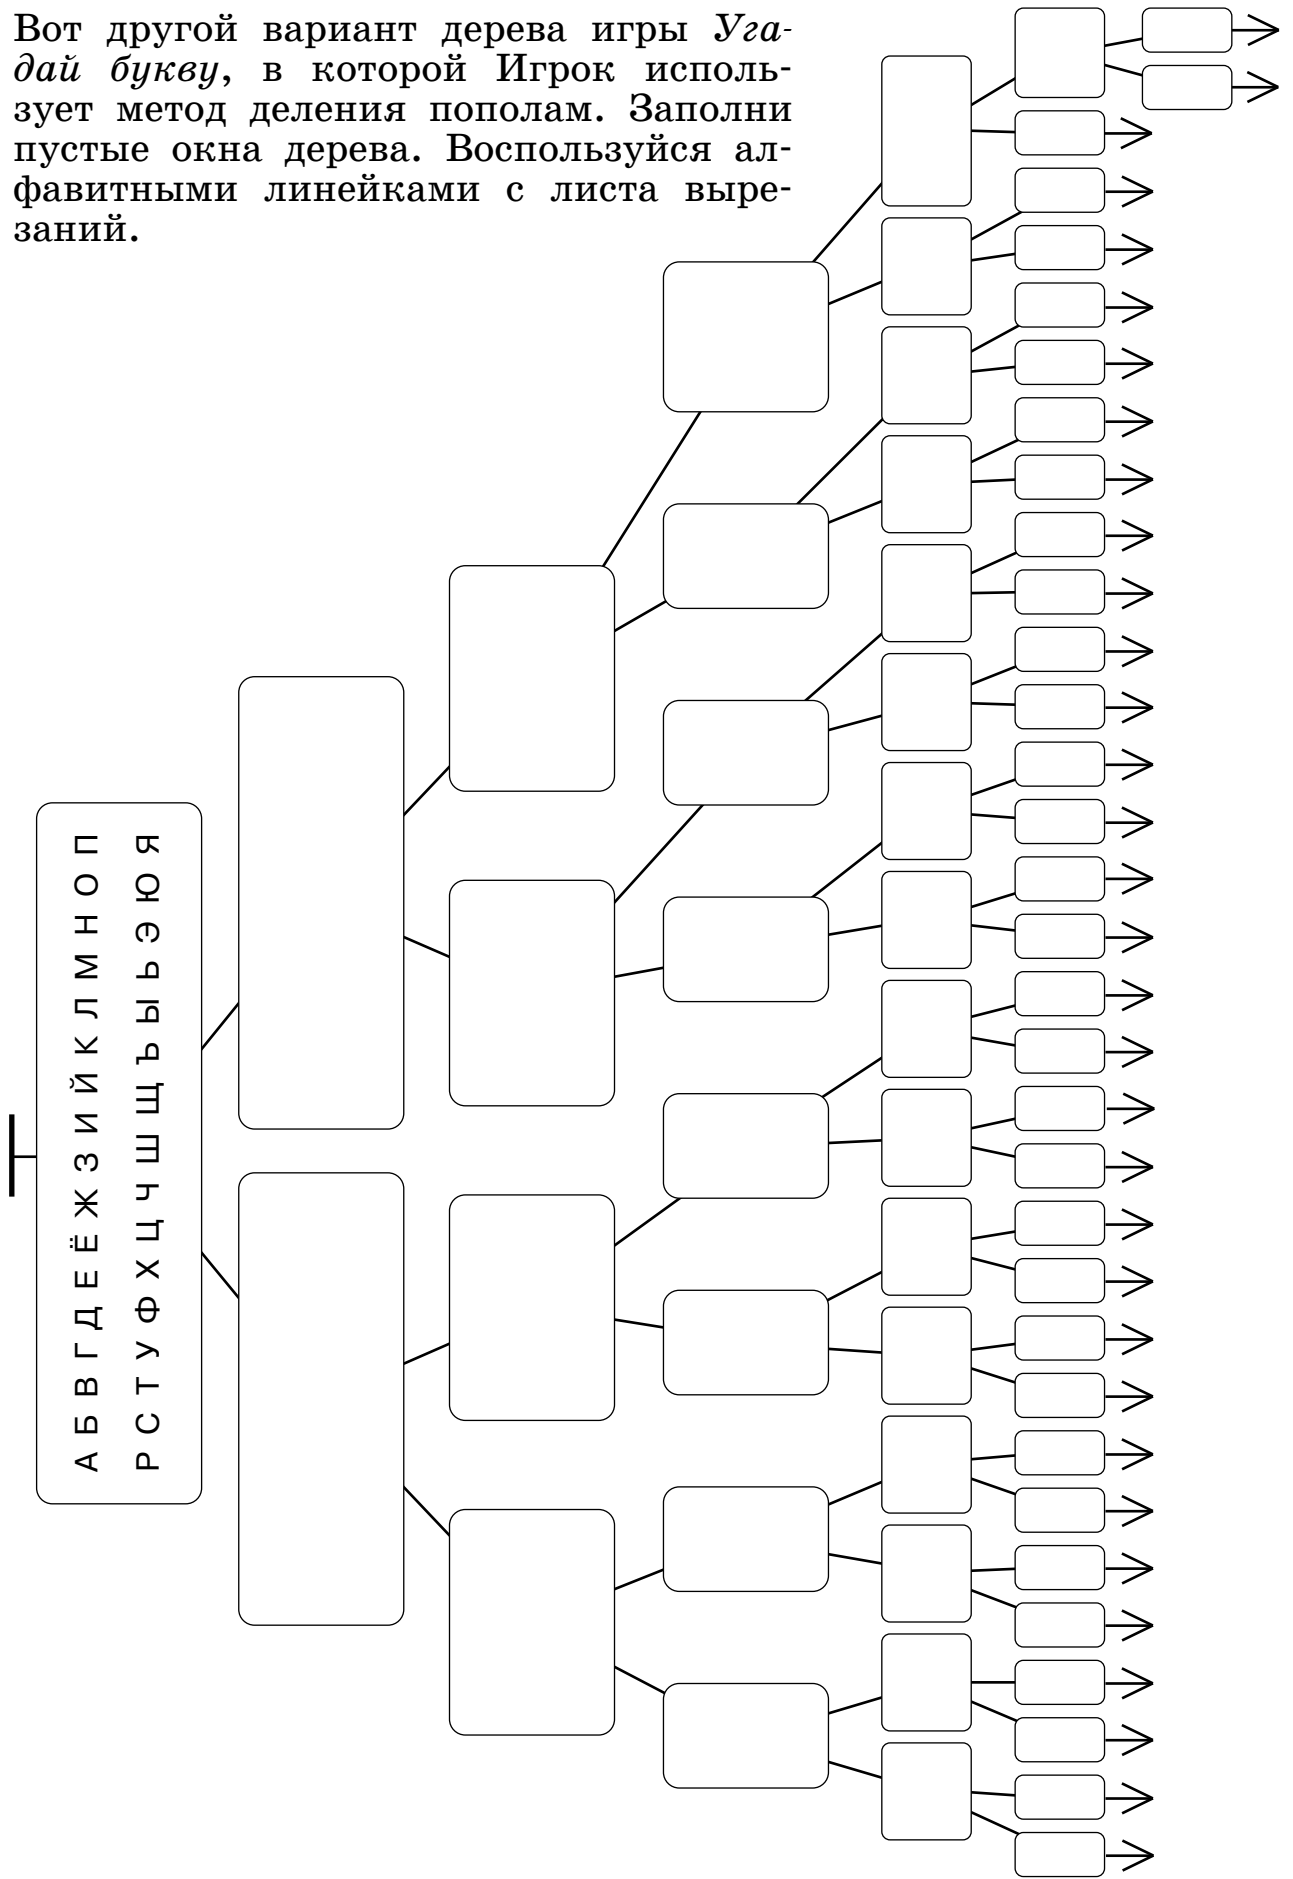 Вот другой вариант дерева игры Уга-
дай букву, в которой Игрок исполь-
зует метод деления пополам. Заполни
пустые окна дерева. Воспользуйся ал-
фавитными линейками с листа выре-
заний.
А Б В Г Д Е Ё Ж З И Й К Л М Н О П
Р С Т У Ф Х Ц Ч Ш Щ Ъ Ы Ь Э Ю Я